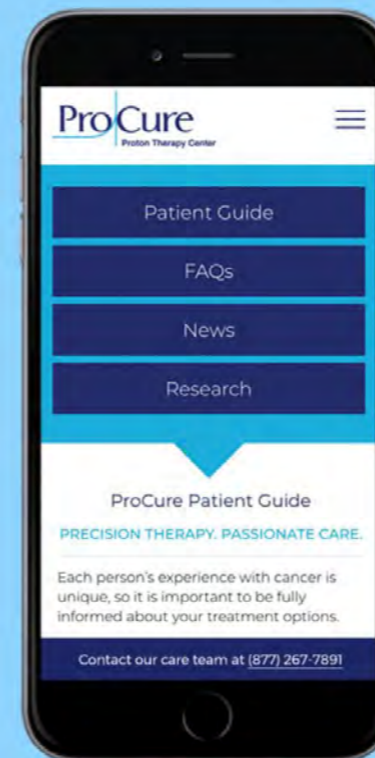 ProCure
Proton Therapy Center
Patient Guide
FAQs
News
Research
ProCure Patient Guide
PRECISION THERAPY. PASSIONATE CARE.
Each person's experience with cancer is
unique, so it is important to be fully
informed about your treatment options.
Contact our care team at (877) 267-7891